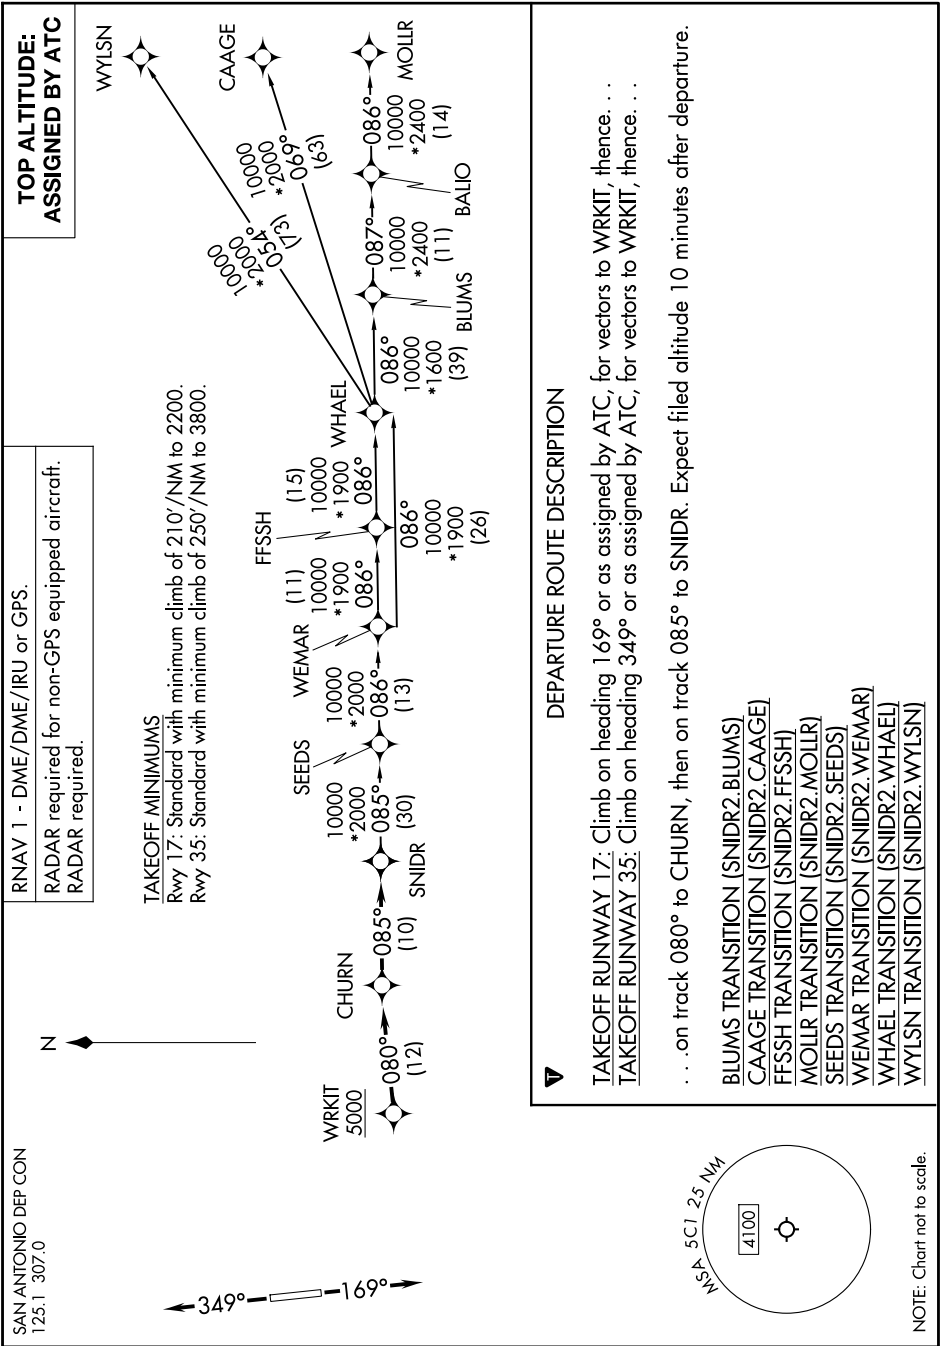 SAN ANTONIO DEP CON
125.1 307.0
RNAV 1 - DME/DME/IRU or GPS.
RADAR required for non-GPS equipped aircraft.
RADAR required.
TOP ALTITUDE:
ASSIGNED BY ATC
N
TAKEOFF MINIMUMS
Rwy 17: Standard with minimum climb of 210'/NM to 2200.
Rwy 35: Standard with minimum climb of 250'/NM to 3800.
349°
169°
WRKIT
5000
080°
(12)
CHURN
085°
(10)
SNIDR
10000
*2000
085°
(30)
SEEDS
10000
*2000
086°
(13)
WEMAR
(11)
10000
*1900
086°
FFSSH
(15)
10000
*1900
086°
086°
10000
*1900
(26)
WHAEL
10000
*2000
054°
(73)
WYLSN
10000
*2000
069°
(63)
CAAGE
086°
10000
*1600
(39)
BLUMS
087°
10000
*2400
(11)
BALIO
086°
10000
*2400
(14)
MOLLR
MSA 5C1 25 NM
4100
NOTE: Chart not to scale.
T
DEPARTURE ROUTE DESCRIPTION
TAKEOFF RUNWAY 17: Climb on heading 169° or as assigned by ATC, for vectors to WRKIT, thence. . .
TAKEOFF RUNWAY 35: Climb on heading 349° or as assigned by ATC, for vectors to WRKIT, thence. . .
. . .on track 080° to CHURN, then on track 085° to SNIDR. Expect filed altitude 10 minutes after departure.
BLUMS TRANSITION (SNIDR2.BLUMS)
CAAGE TRANSITION (SNIDR2.CAAGE)
FFSSH TRANSITION (SNIDR2.FFSSH)
MOLLR TRANSITION (SNIDR2.MOLLR)
SEEDS TRANSITION (SNIDR2.SEEDS)
WEMAR TRANSITION (SNIDR2.WEMAR)
WHAEL TRANSITION (SNIDR2.WHAEL)
WYLSN TRANSITION (SNIDR2.WYLSN)